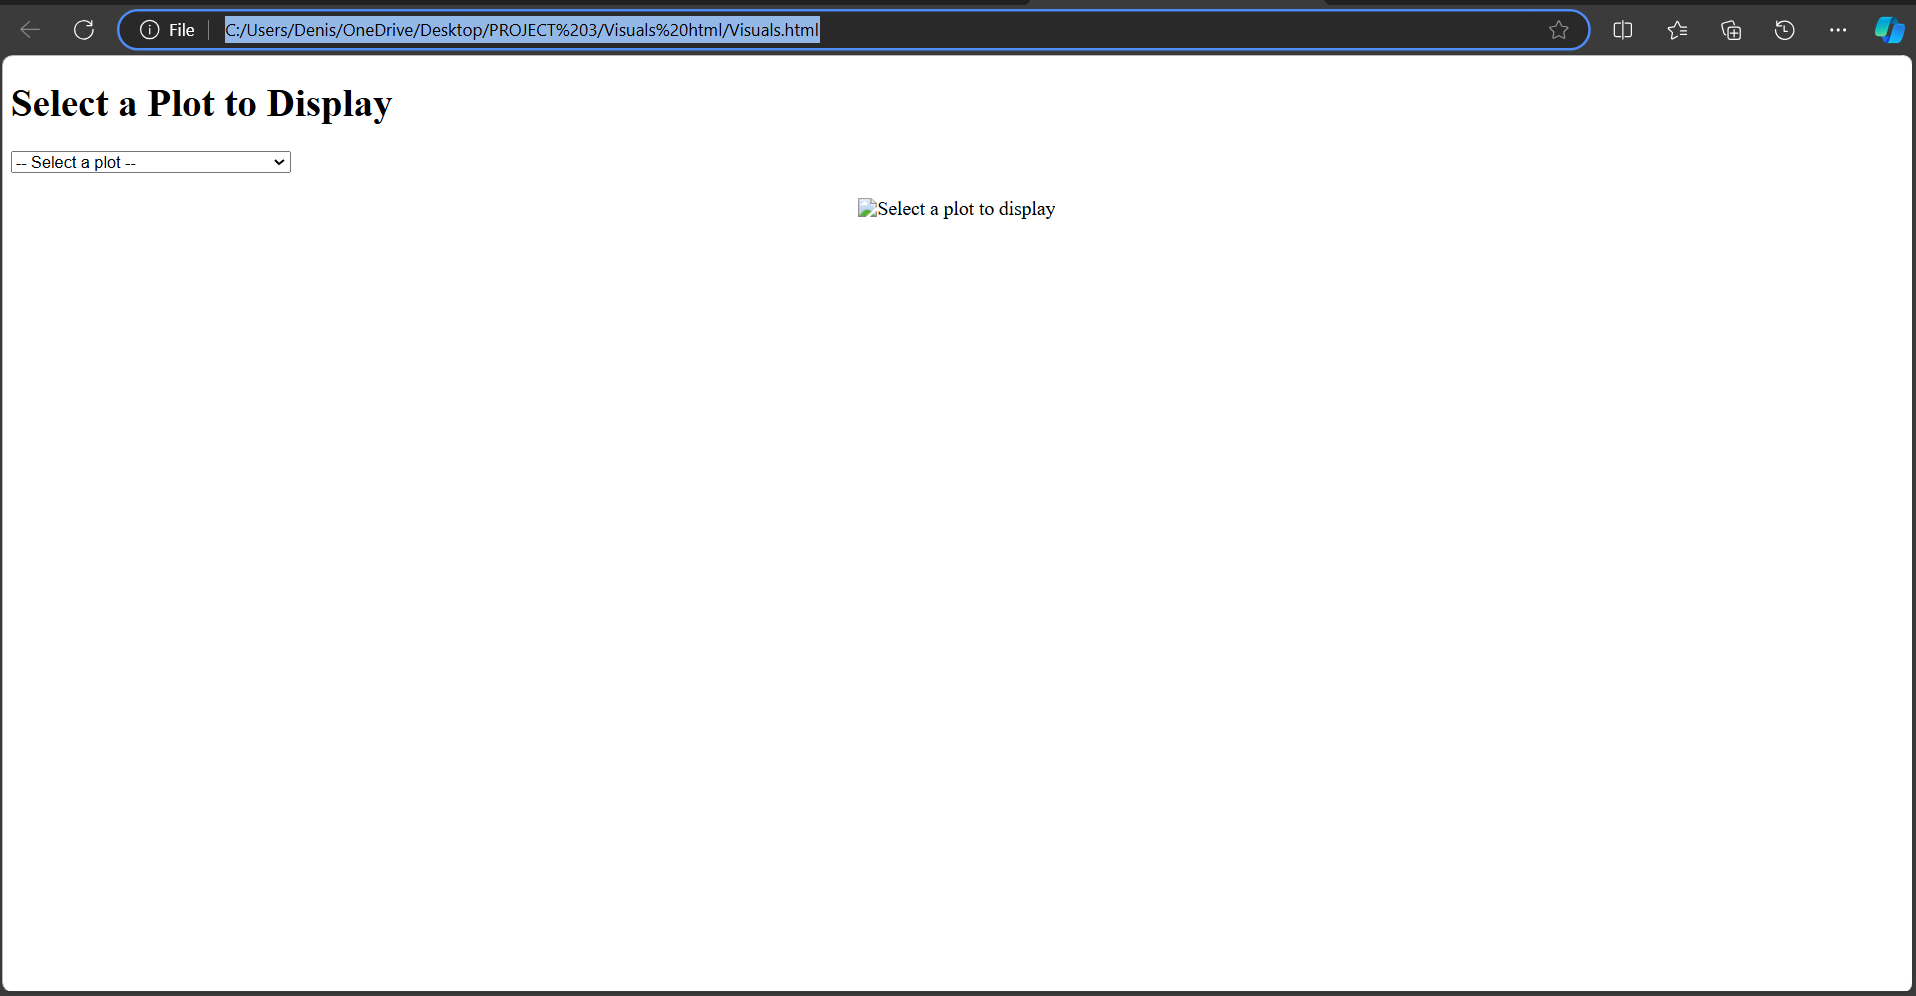 File
C:/Users/Denis/OneDrive/Desktop/PROJECT%203/Visuals%20html/Visuals.html
Select a Plot to Display
-- Select a plot --
Select a plot to display